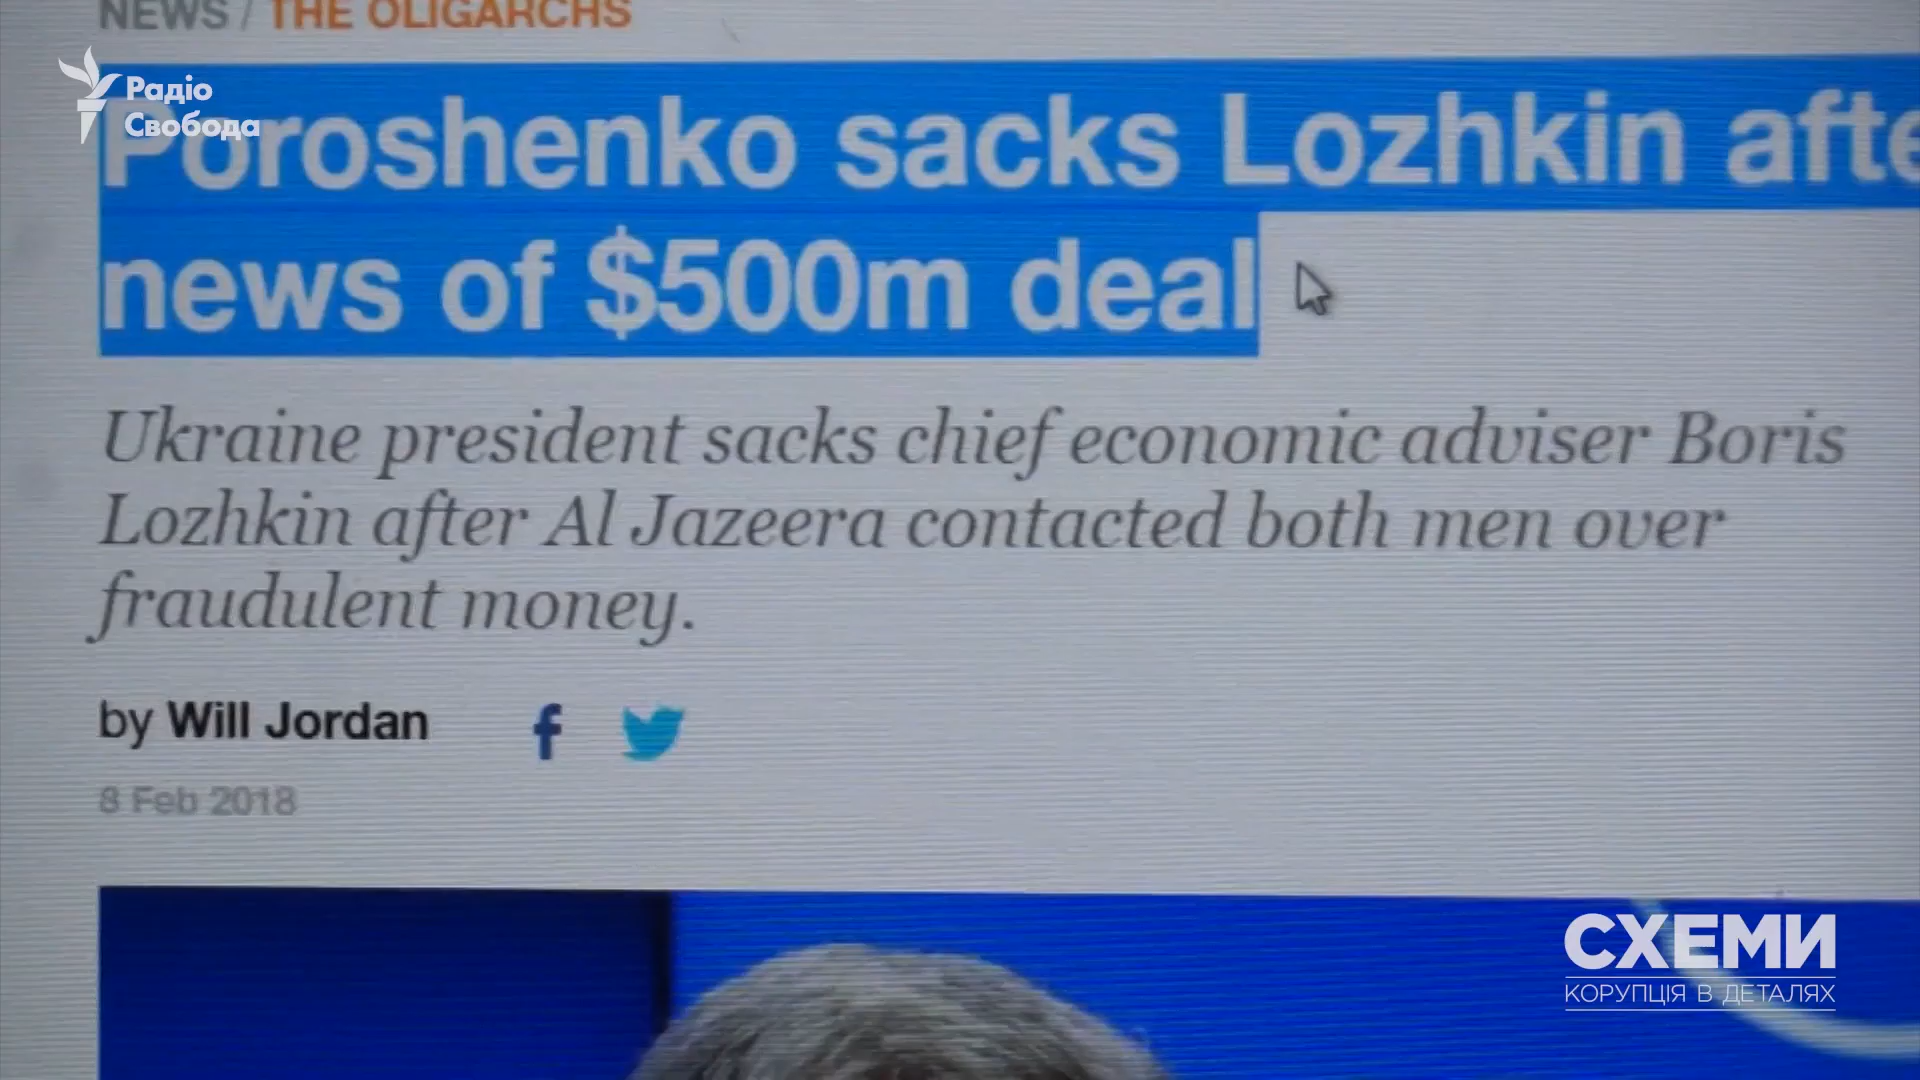 NEWS / THE OLIGARCHS
Радіо
Свобода
Poroshenko sacks Lozhkin afte
news of $500m deal
Ukraine president sacks chief economic adviser Boris
Lozhkin after Al Jazeera contacted both men over
fraudulent money.
by Will Jordan
8 Feb 2018
СХЕМИ
КОРУПЦІЯ В ДЕТАЛЯХ